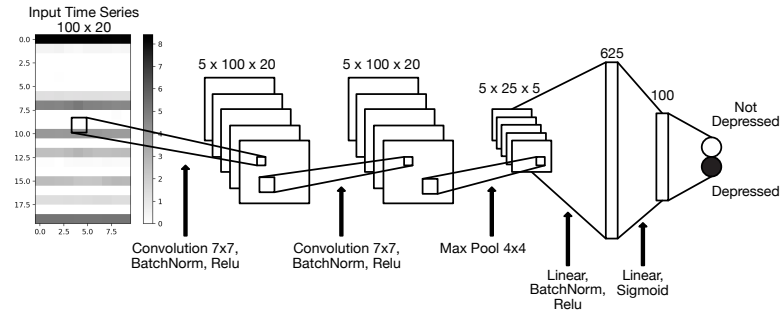 Input Time Series
100 x 20
0.0
2.5
5.0
7.5
10.0
12.5
15.0
17.5
0.0 2.5 5.0 7.5
8
7
6
5
4
3
2
1
0
5 x 100 x 20
5 x 100 x 20
5 x 25 x 5
625
100
Not
Depressed
Depressed
Convolution 7x7,
BatchNorm, Relu
Convolution 7x7,
BatchNorm, Relu
Max Pool 4x4
Linear,
BatchNorm,
Relu
Linear,
Sigmoid